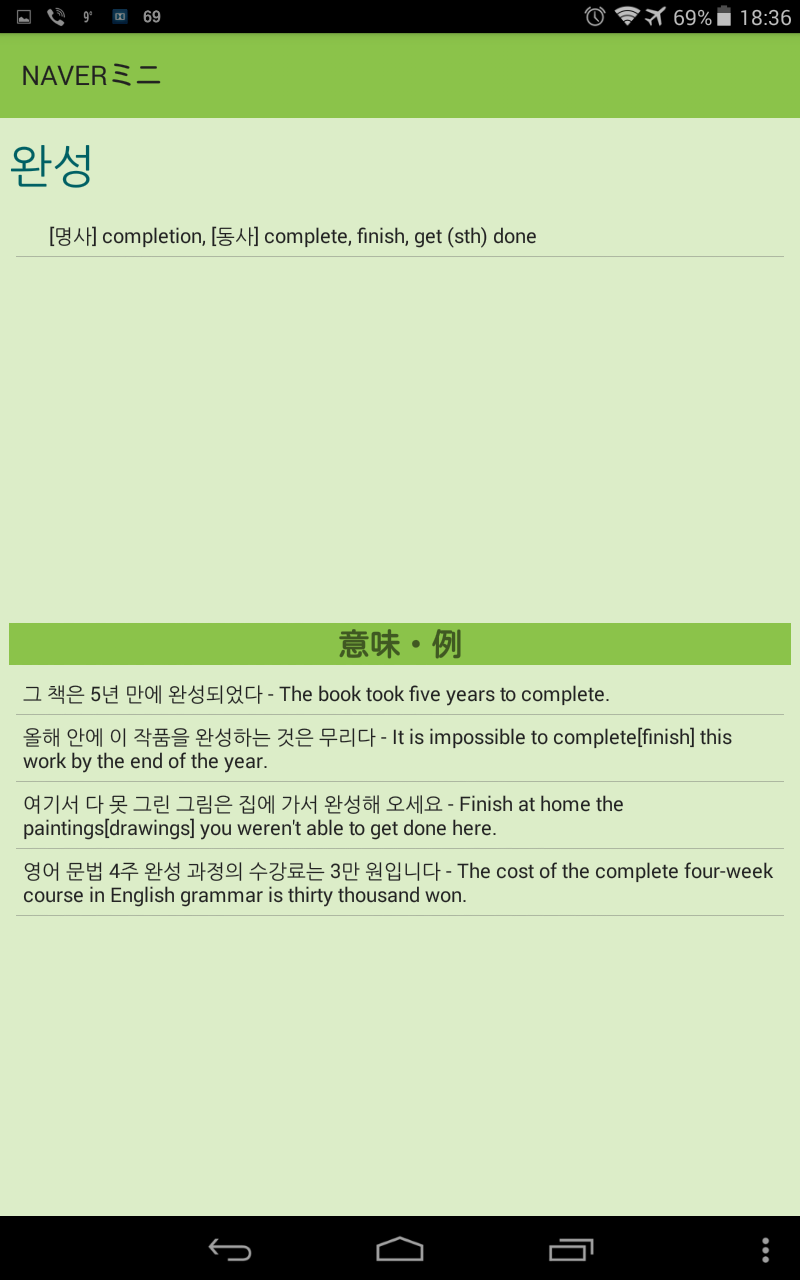 9°
69
69% 18:36
NAVERミニ
완성
[명사] completion, [동사] complete, finish, get (sth) done
意味・例
그 책은 5년 만에 완성되었다 - The book took five years to complete.
올해 안에 이 작품을 완성하는 것은 무리다 - It is impossible to complete[finish] this
work by the end of the year.
여기서 다 못 그린 그림은 집에 가서 완성해 오세요 - Finish at home the
paintings[drawings] you weren't able to get done here.
영어 문법 4주 완성 과정의 수강료는 3만 원입니다 - The cost of the complete four-week
course in English grammar is thirty thousand won.